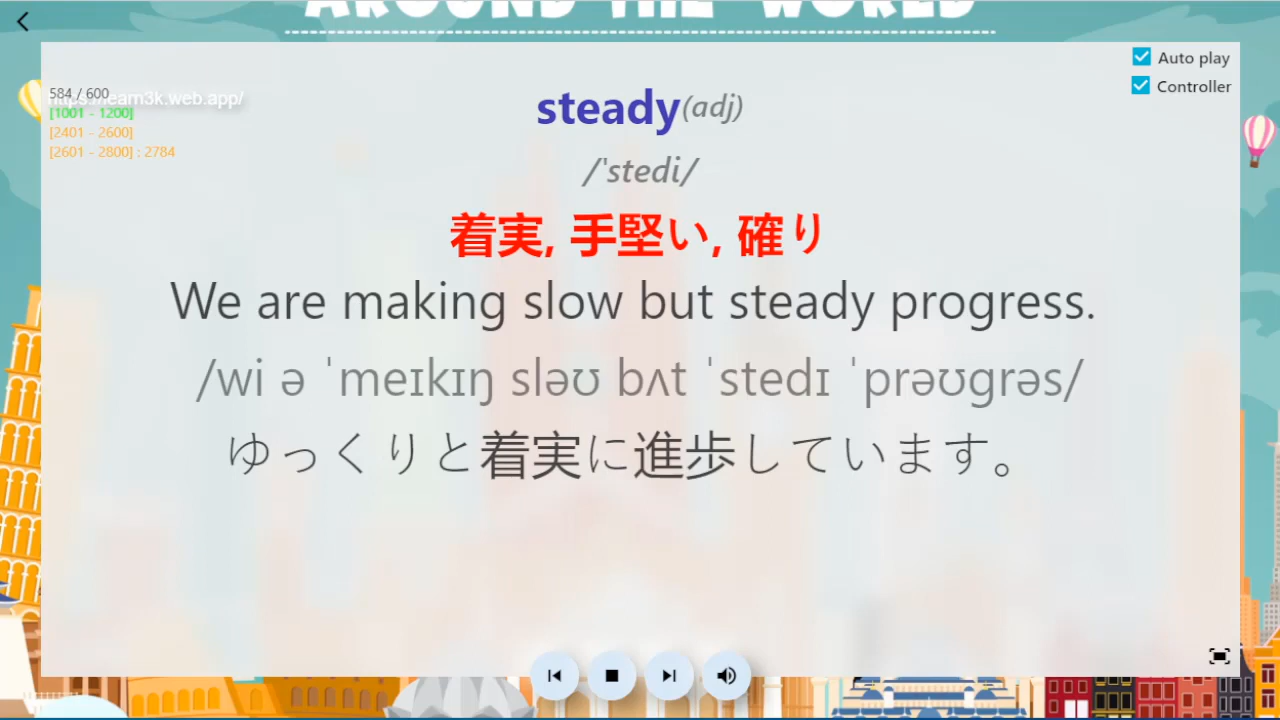 AROUND THE WORLD
Auto play
584 / 600
https://learn3k.web.app/
Controller
[1001 - 1200]
[2401 - 2600]
[2601 - 2800] : 2784
steady(adj)
/ˈstedi/
着実, 手堅い, 確り
We are making slow but steady progress.
/wi ə ˈmeɪkɪŋ sləʊ bʌt ˈstedɪ ˈprəʊgrəs/
ゆっくりと着実に進歩しています。